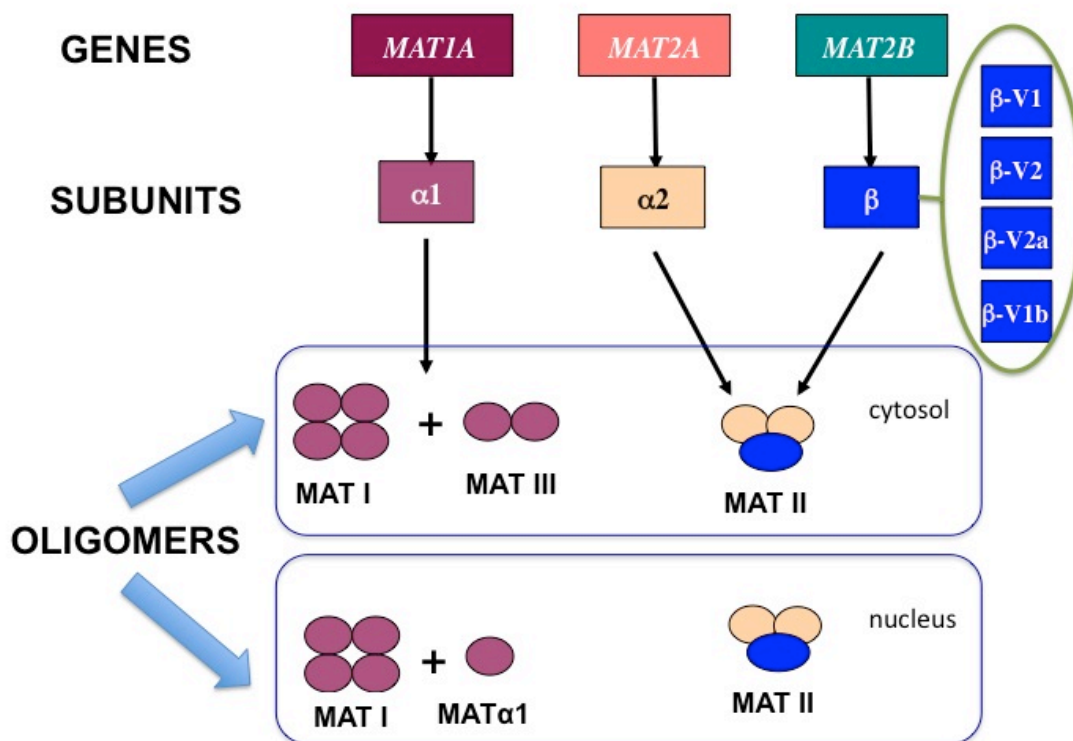 GENES
MAT1A
MAT2A
MAT2B
β-V1
β-V2
β-V2a
β-V1b
SUBUNITS
α1
α2
β
cytosol
+
MAT I
MAT III
MAT II
OLIGOMERS
nucleus
+
MAT I
MATα1
MAT II